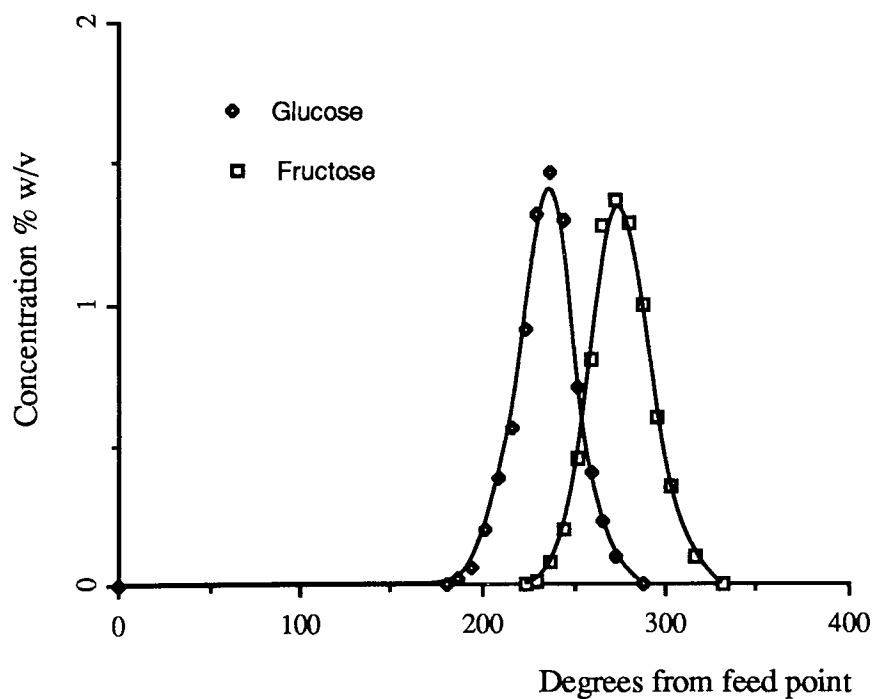 2
Glucose
Fructose
1
0
Concentration % w/v
0 100 200 300 400
Degrees from feed point